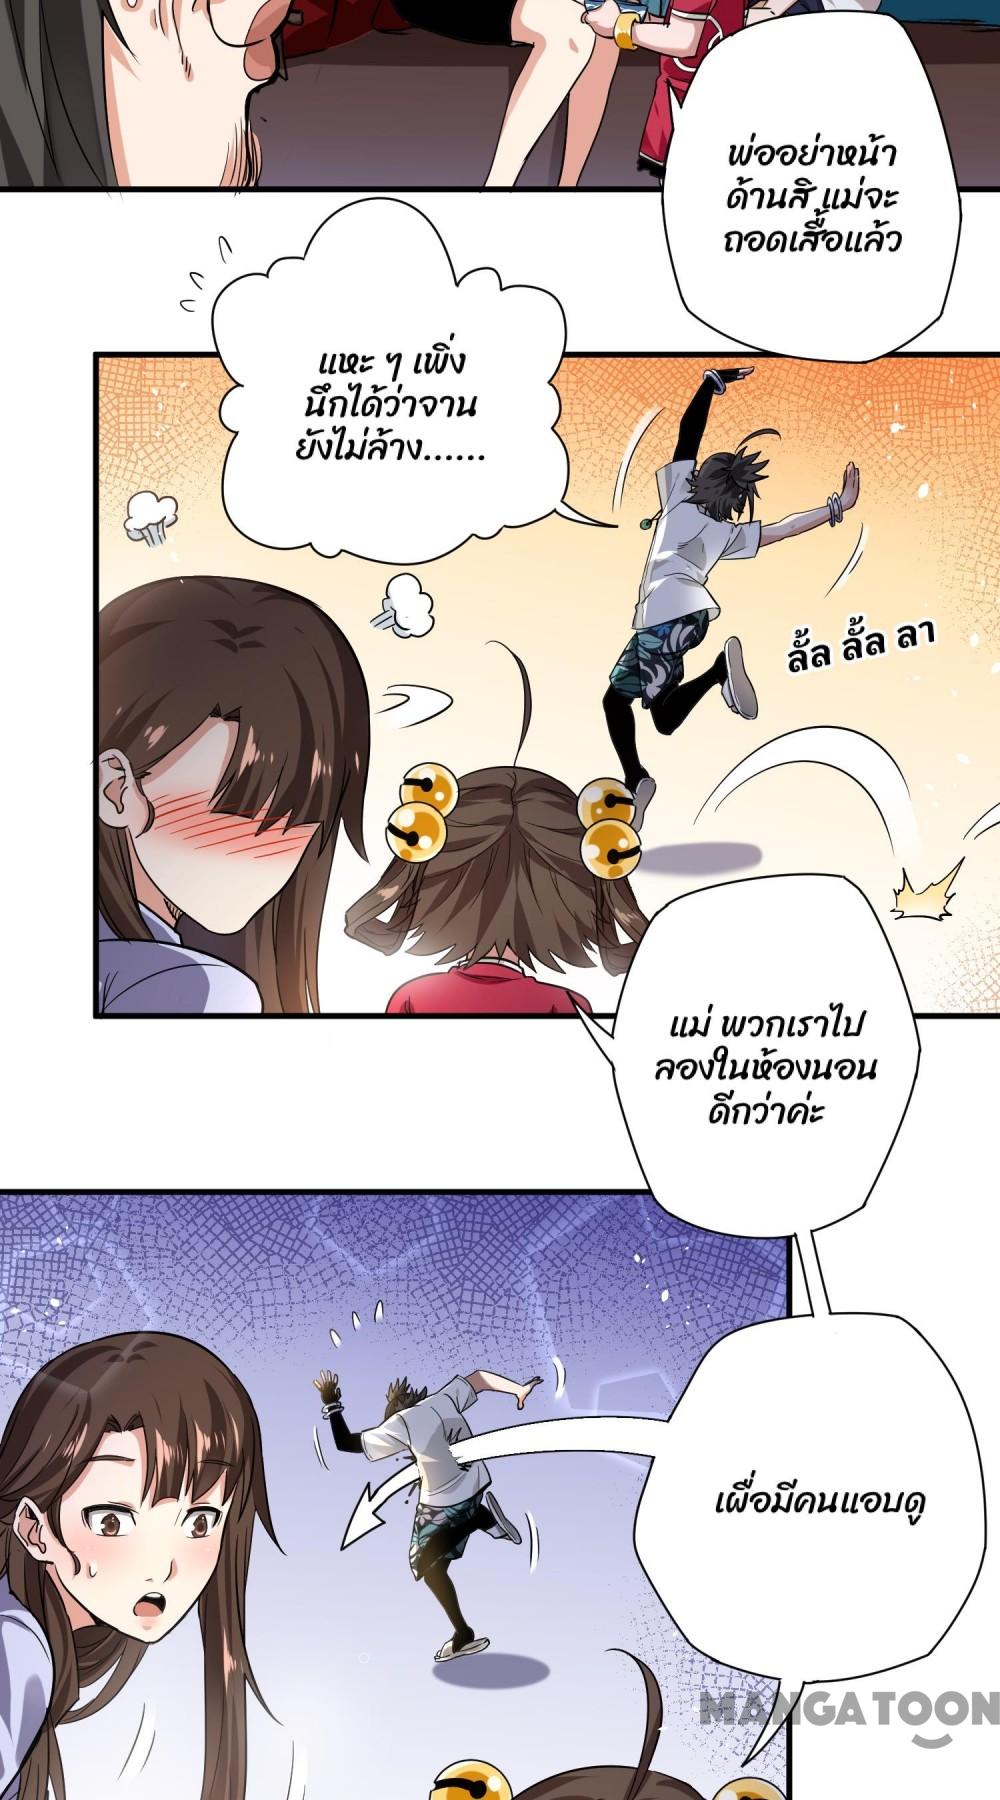 พ่ออย่าหน้า
ด้านสิ แม่จะ
ถอดเสื้อแล้ว
แหะ ๆ เพิ่ง
นึกได้ว่าจาน
ยังไม่ล้าง......
ลั้ล ลั้ล ลา
แม่ พวกเราไป
ลองในห้องนอน
ดีกว่าค่ะ
เผื่อมีคนแอบดู
MANGATOON